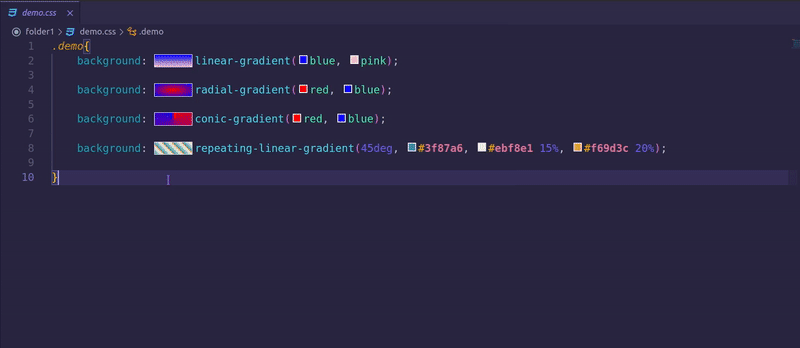 demo.css ×
folder1 > demo.css > .demo
1 .demo{
2 background: linear-gradient(blue, pink);
3
4 background: radial-gradient(red, blue);
5
6 background: conic-gradient(red, blue);
7
8 background: repeating-linear-gradient(45deg, #3f87a6, #ebf8e1 15%, #f69d3c 20%);
9
10 }